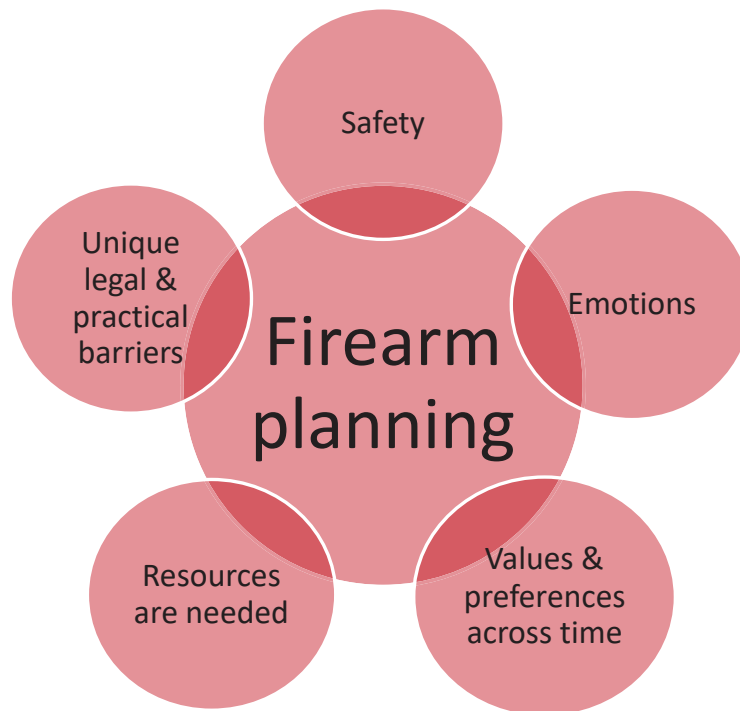 Safety
Unique
legal &
practical
barriers
Emotions
Firearm
planning
Resources
are needed
Values &
preferences
across time